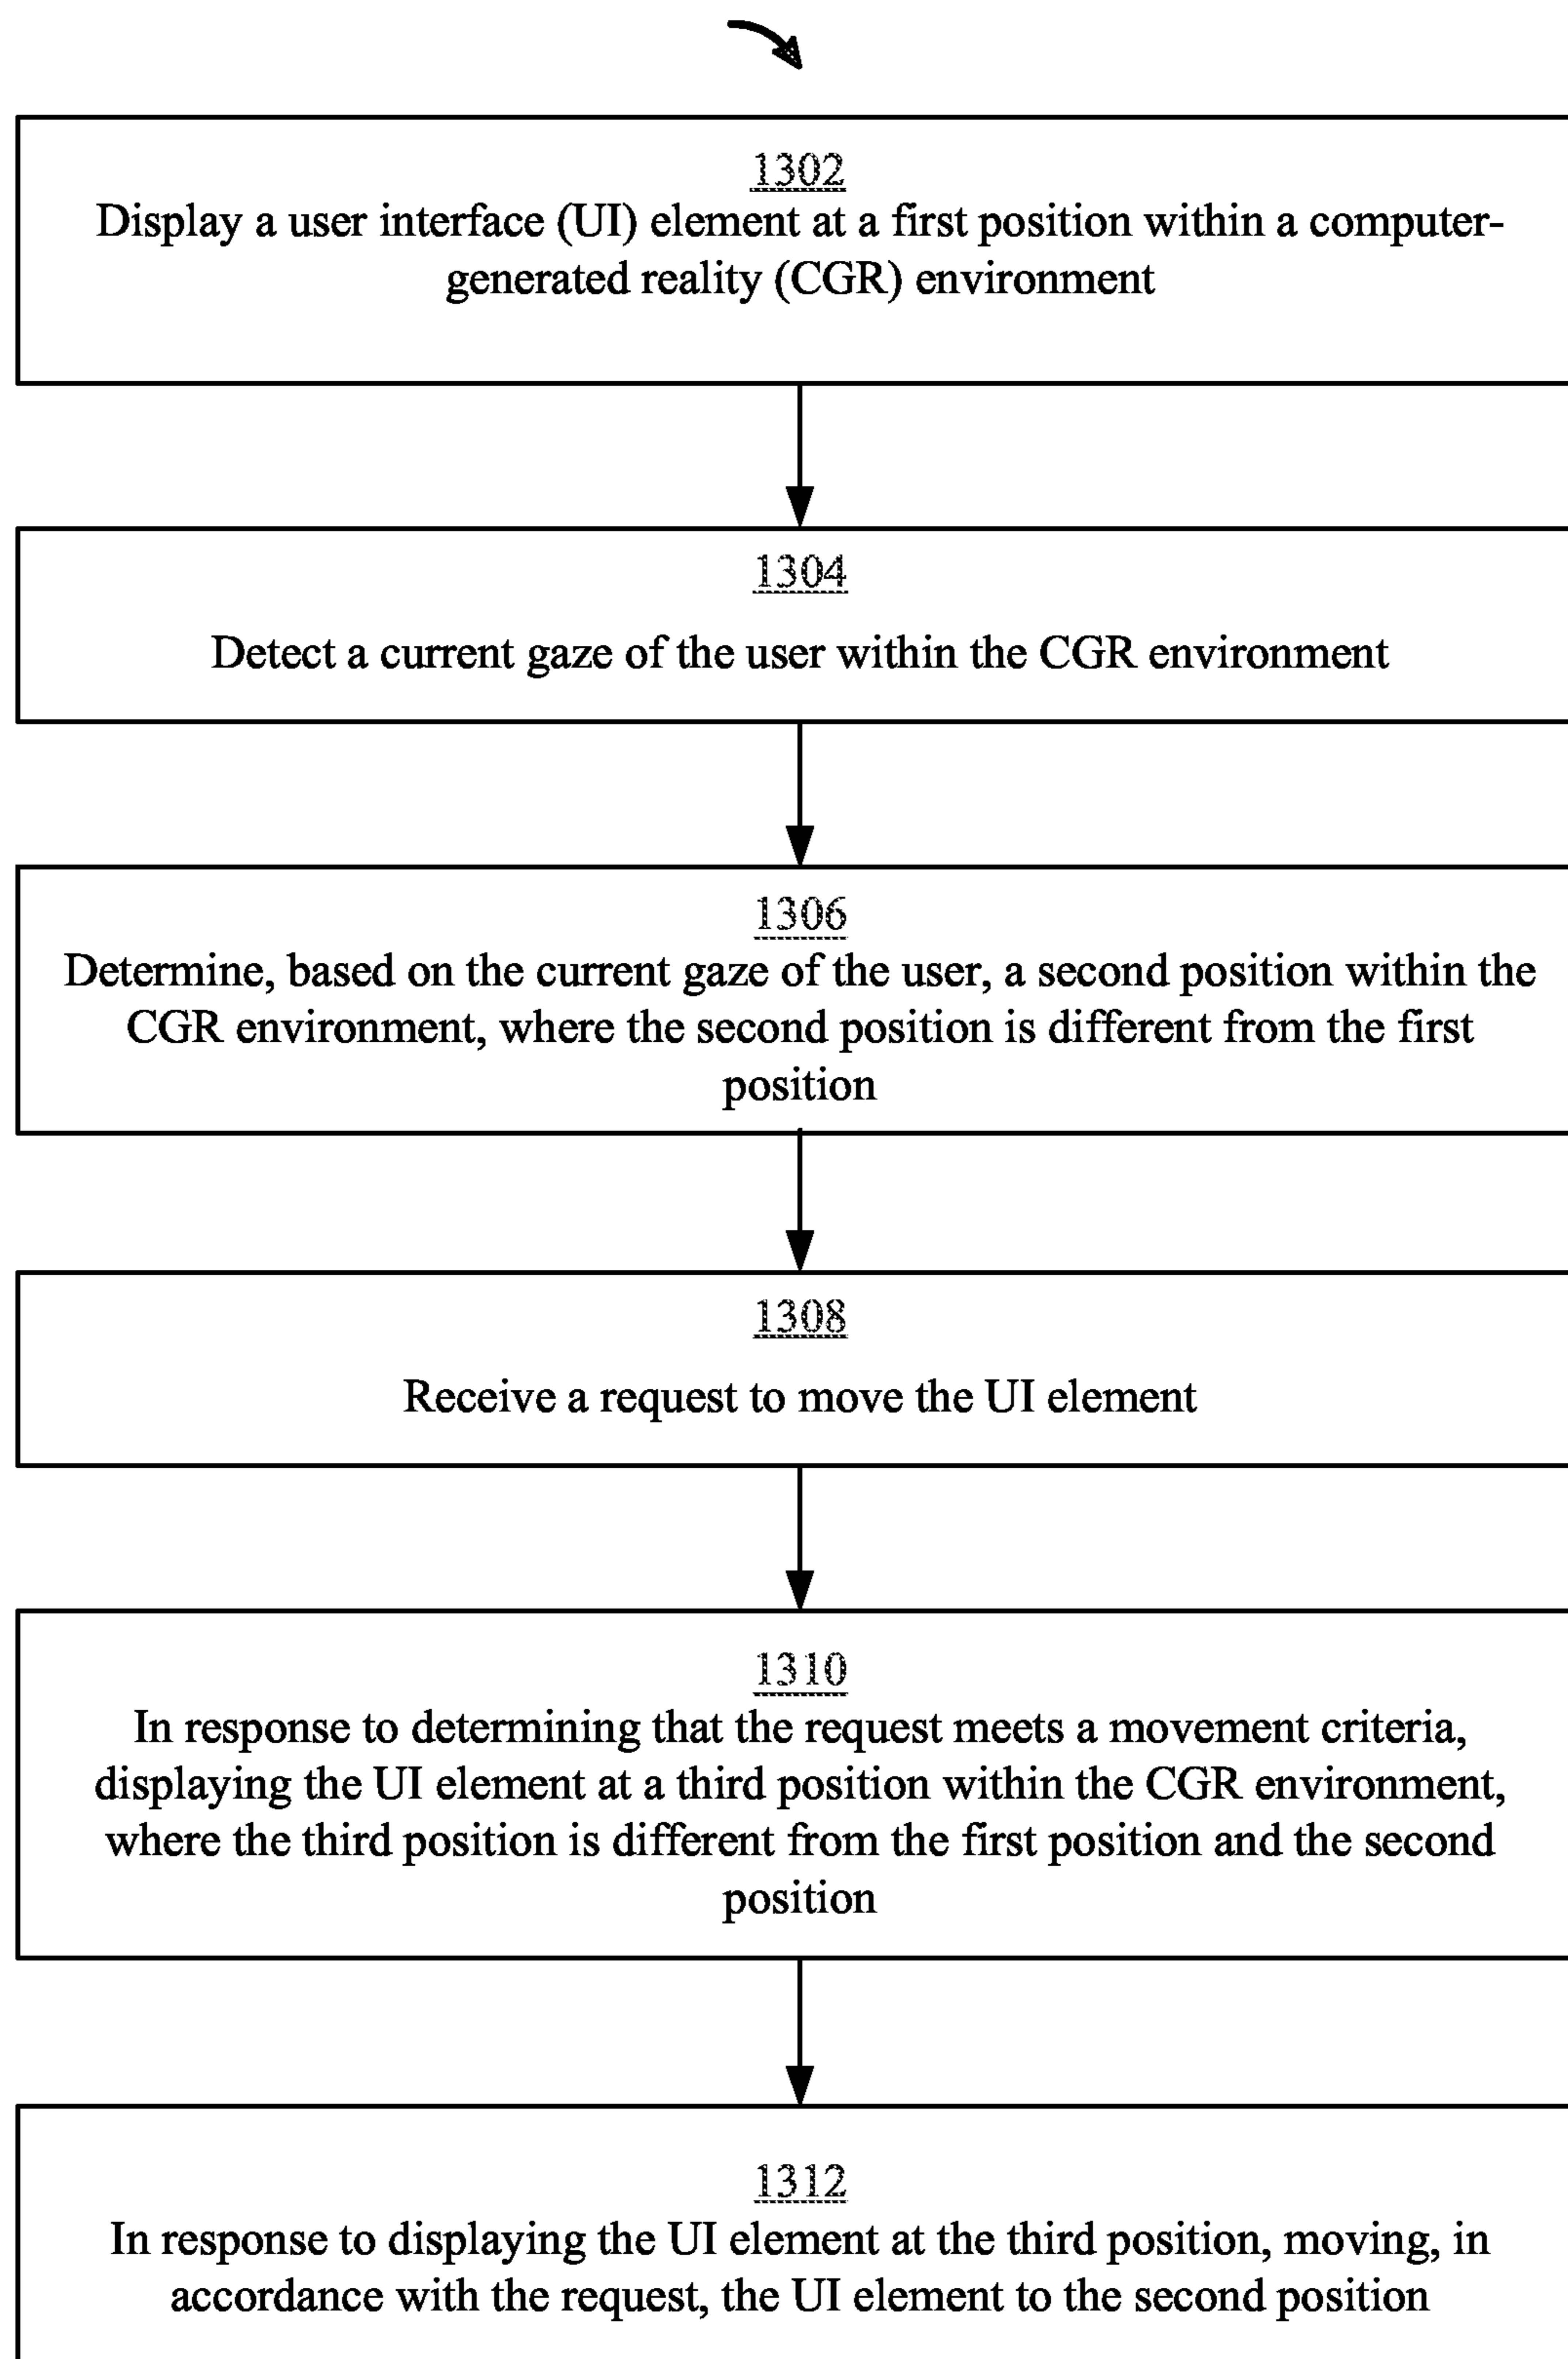 1302
Display a user interface (UI) element at a first position within a computer-
generated reality (CGR) environment
1304
Detect a current gaze of the user within the CGR environment
1306
Determine, based on the current gaze of the user, a second position within the
CGR environment, where the second position is different from the first
position
1308
Receive a request to move the UI element
1310
In response to determining that the request meets a movement criteria,
displaying the UI element at a third position within the CGR environment,
where the third position is different from the first position and the second
position
1312
In response to displaying the UI element at the third position, moving, in
accordance with the request, the UI element to the second position